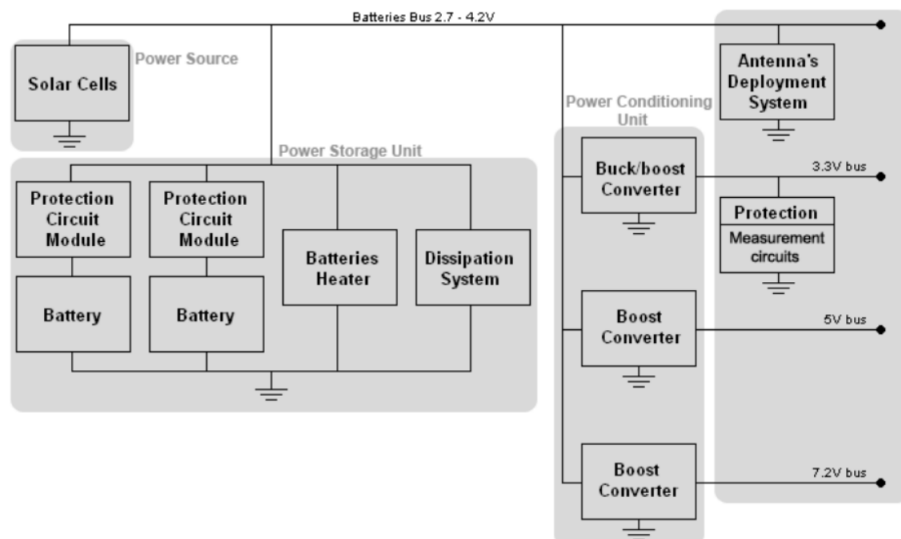 Batteries Bus 2.7 - 4.2V
Power Source
Solar Cells
Antenna's
Deployment
System
Power Conditioning
Unit
Power Storage Unit
Buck/boost
Converter
3.3V bus
Protection
Circuit
Module
Protection
Circuit
Module
Protection
Measurement
circuits
Batteries
Heater
Dissipation
System
Battery
Battery
Boost
Converter
5V bus
Boost
Converter
7.2V bus